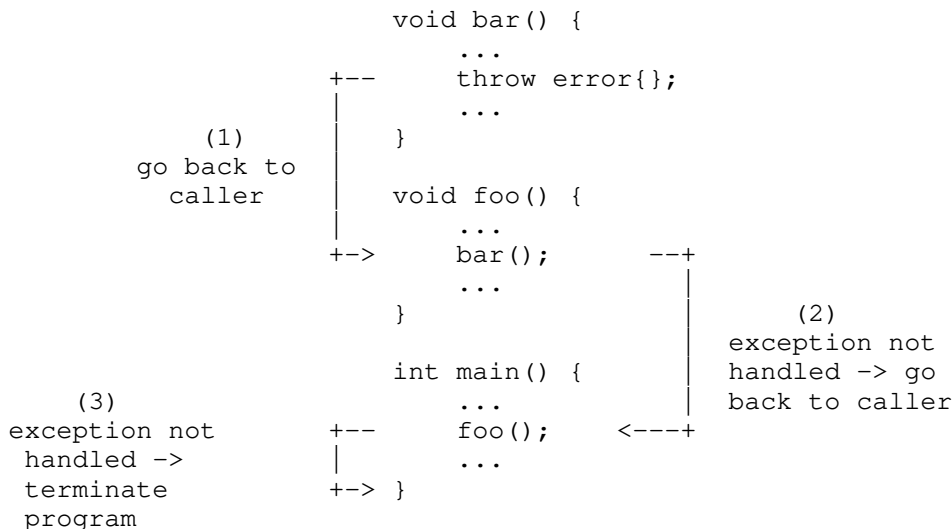 void bar() {
...
+-- throw error{};
| ...
(1) | }
go back to |
caller | void foo() {
| ...
+-> bar(); --+
... |
} | (2)
| exception not
int main() { | handled -> go
(3) ... | back to caller
exception not +-- foo(); <---+
handled -> | ...
terminate +-> }
program